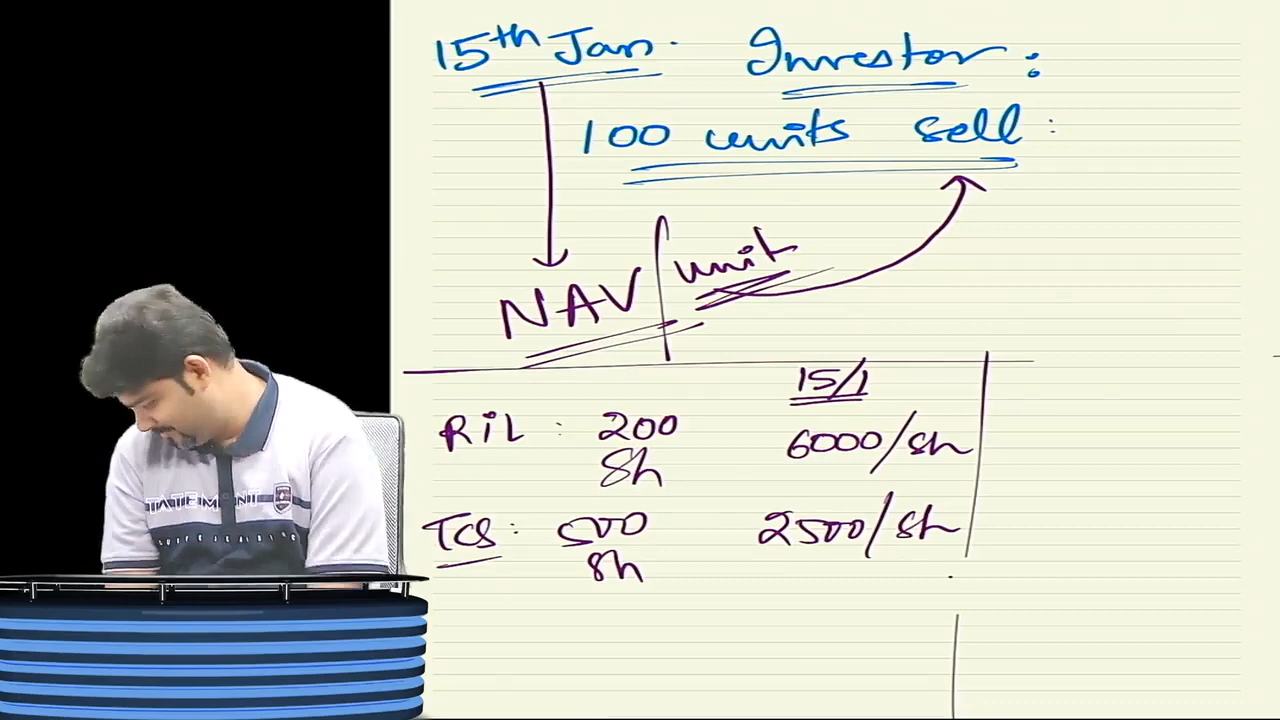 15th Jan. Investor :
100 units sell :
NAV/unit
15/1
RIL : 200 sh 6000/sh
TCS : 500 sh 2500/sh
TATEMENT